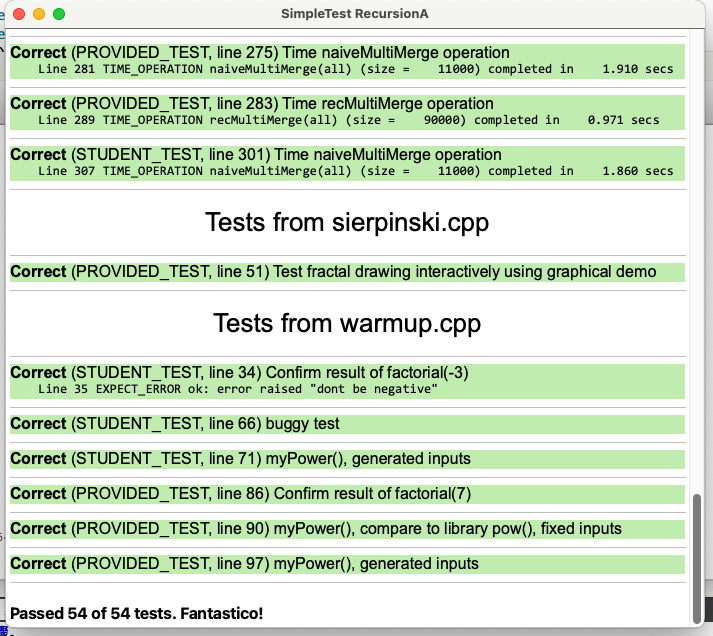 SimpleTest RecursionA
Correct (PROVIDED_TEST, line 275) Time naiveMultiMerge operation
Line 281 TIME_OPERATION naiveMultiMerge(all) (size = 11000) completed in 1.910 secs
Correct (PROVIDED_TEST, line 283) Time recMultiMerge operation
Line 289 TIME_OPERATION recMultiMerge(all) (size = 90000) completed in 0.971 secs
Correct (STUDENT_TEST, line 301) Time naiveMultiMerge operation
Line 307 TIME_OPERATION naiveMultiMerge(all) (size = 11000) completed in 1.860 secs
Tests from sierpinski.cpp
Correct (PROVIDED_TEST, line 51) Test fractal drawing interactively using graphical demo
Tests from warmup.cpp
Correct (STUDENT_TEST, line 34) Confirm result of factorial(-3)
Line 35 EXPECT_ERROR ok: error raised "dont be negative"
Correct (STUDENT_TEST, line 66) buggy test
Correct (STUDENT_TEST, line 71) myPower(), generated inputs
Correct (PROVIDED_TEST, line 86) Confirm result of factorial(7)
Correct (PROVIDED_TEST, line 90) myPower(), compare to library pow(), fixed inputs
Correct (PROVIDED_TEST, line 97) myPower(), generated inputs
Passed 54 of 54 tests. Fantastico!